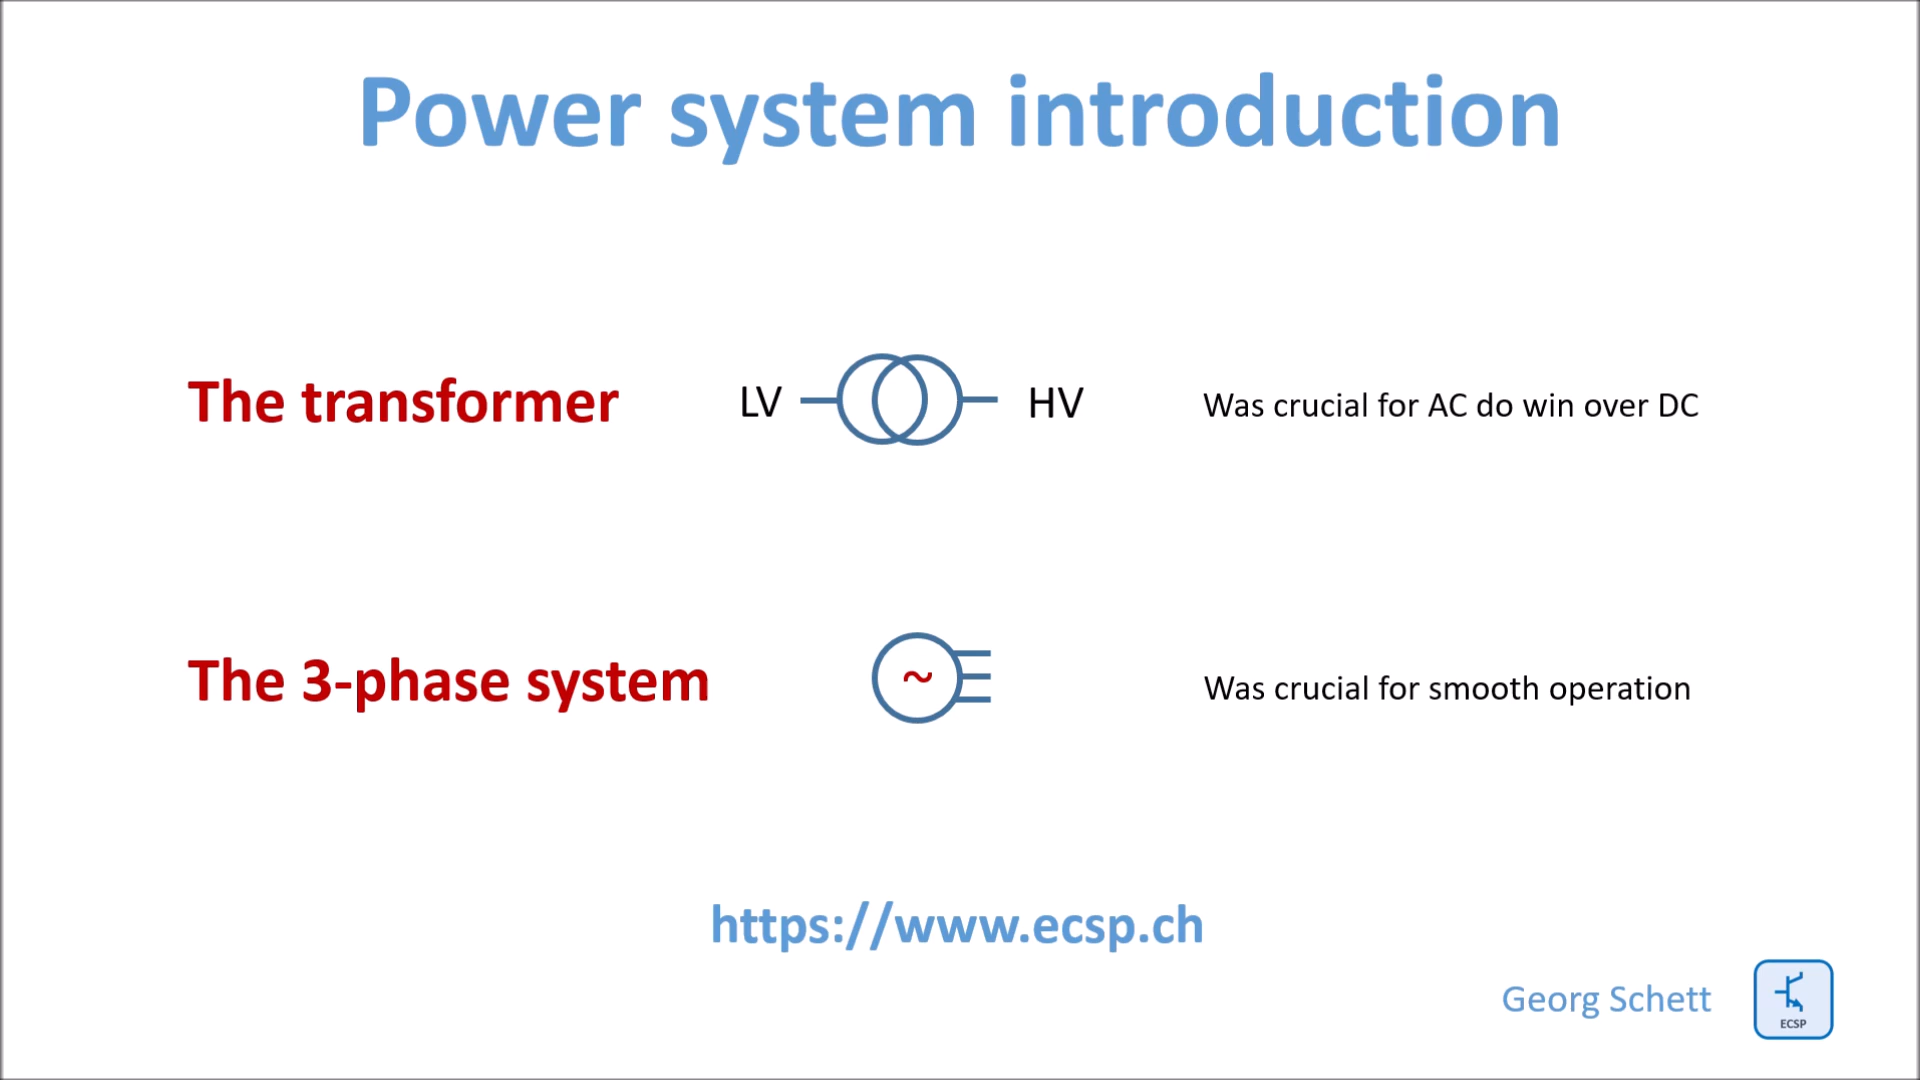 Power system introduction
The transformer LV HV Was crucial for AC do win over DC
~
The 3-phase system Was crucial for smooth operation
https://www.ecsp.ch
Georg Schett
ECSP